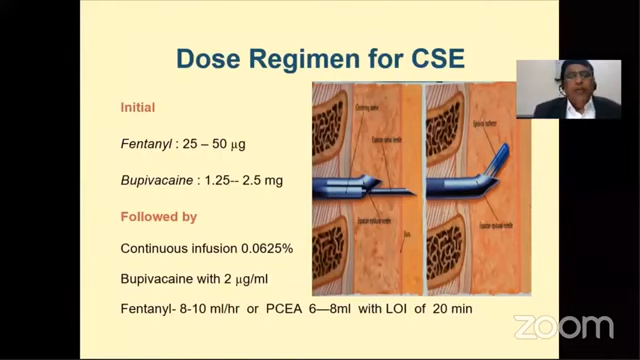 Dose Regimen for CSE
Initial
Fentanyl : 25 – 50 µg
Bupivacaine : 1.25-- 2.5 mg
Followed by
Continuous infusion 0.0625%
Bupivacaine with 2 µg/ml
Fentanyl- 8-10 ml/hr or PCEA 6—8ml with LOI of 20 min
Epidural catheter
zoom